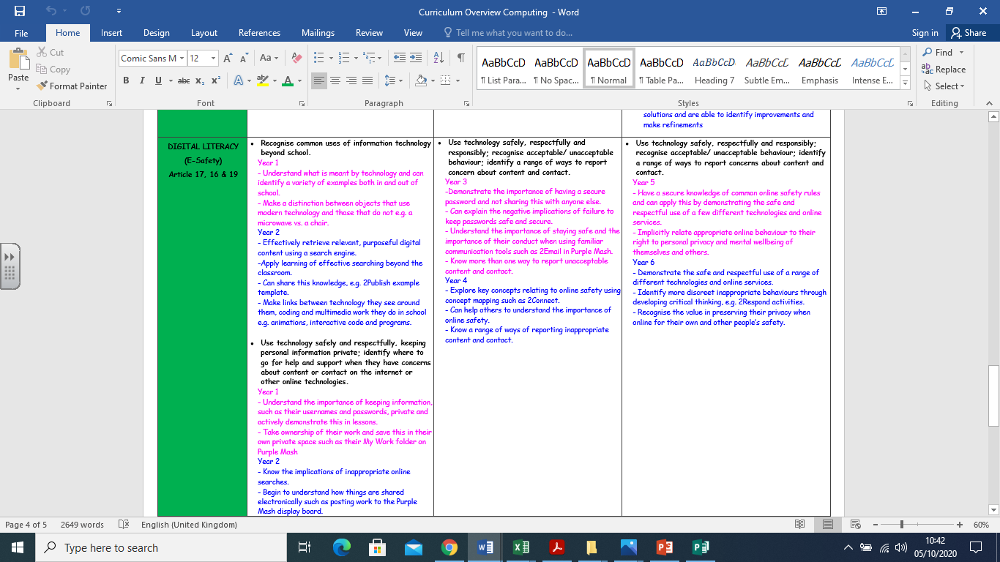 Curriculum Overview Computing - Word
File Home Insert Design Layout References Mailings Review View Tell me what you want to do... Sign in Share
Paste
Cut
Copy
Format Painter
Clipboard
Comic Sans M 12
Font
Paragraph
AaBbCcD AaBbCcD AaBbCcD AaBbCcD AaBbCcD AaBbCcD AaBbCcD AaBbCcD
¶ List Para... ¶ No Spac... ¶ Normal ¶ Table Pa... Heading 7 Subtle Em... Emphasis Intense E...
Styles
Find
Replace
Select
Editing
solutions and are able to identify improvements and
make refinements
DIGITAL LITERACY
(E-Safety)
Article 17, 16 & 19
• Recognise common uses of information technology
beyond school.
Year 1
- Understand what is meant by technology and can
identify a variety of examples both in and out of
school.
- Make a distinction between objects that use
modern technology and those that do not e.g. a
microwave vs. a chair.
Year 2
- Effectively retrieve relevant, purposeful digital
content using a search engine.
-Apply learning of effective searching beyond the
classroom.
- Can share this knowledge, e.g. 2Publish example
template.
- Make links between technology they see around
them, coding and multimedia work they do in school
e.g. animations, interactive code and programs.
• Use technology safely and respectfully, keeping
personal information private; identify where to
go for help and support when they have concerns
about content or contact on the internet or
other online technologies.
Year 1
- Understand the importance of keeping information,
such as their usernames and passwords, private and
actively demonstrate this in lessons.
- Take ownership of their work and save this in their
own private space such as their My Work folder on
Purple Mash
Year 2
- Know the implications of inappropriate online
searches.
- Begin to understand how things are shared
electronically such as posting work to the Purple
Mash display board.
• Use technology safely, respectfully and
responsibly; recognise acceptable/ unacceptable
behaviour; identify a range of ways to report
concern about content and contact.
Year 3
-Demonstrate the importance of having a secure
password and not sharing this with anyone else.
- Can explain the negative implications of failure to
keep passwords safe and secure.
- Understand the importance of staying safe and the
importance of their conduct when using familiar
communication tools such as 2Email in Purple Mash.
- Know more than one way to report unacceptable
content and contact.
Year 4
- Explore key concepts relating to online safety using
concept mapping such as 2Connect.
- Can help others to understand the importance of
online safety.
- Know a range of ways of reporting inappropriate
content and contact.
• Use technology safely, respectfully and responsibly;
recognise acceptable/ unacceptable behaviour; identify
a range of ways to report concerns about content and
contact.
Year 5
- Have a secure knowledge of common online safety rules
and can apply this by demonstrating the safe and
respectful use of a few different technologies and online
services.
- Implicitly relate appropriate online behaviour to their
right to personal privacy and mental wellbeing of
themselves and others.
Year 6
- Demonstrate the safe and respectful use of a range of
different technologies and online services.
- Identify more discreet inappropriate behaviours through
developing critical thinking, e.g. 2Respond activities.
- Recognise the value in preserving their privacy when
online for their own and other people's safety.
Page 4 of 5 2649 words English (United Kingdom) 60%
Type here to search
10:42
05/10/2020